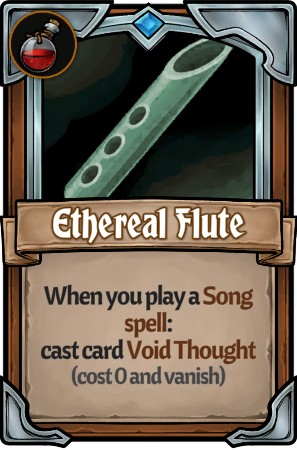 Ethereal Flute
When you play a Song
spell:
cast card Void Thought
(cost 0 and vanish)